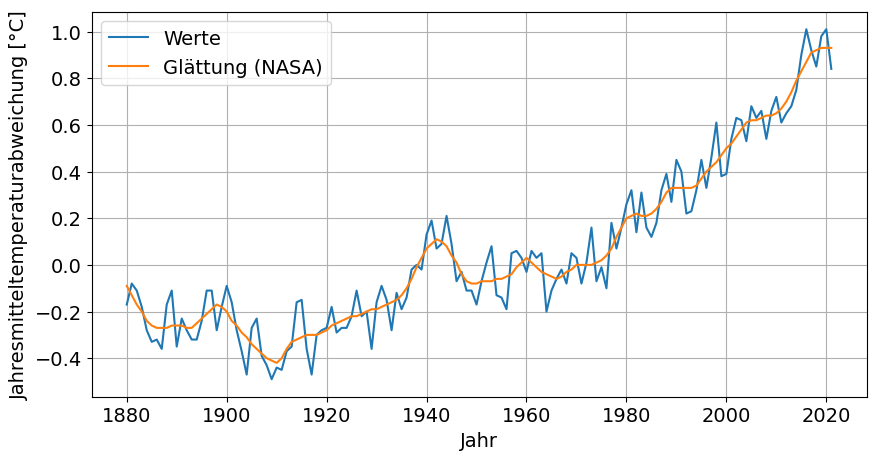 Jahresmitteltemperaturabweichung [°C]
1.0
0.8
0.6
0.4
0.2
0.0
−0.2
−0.4
Werte
Glättung (NASA)
1880 1900 1920 1940 1960 1980 2000 2020
Jahr